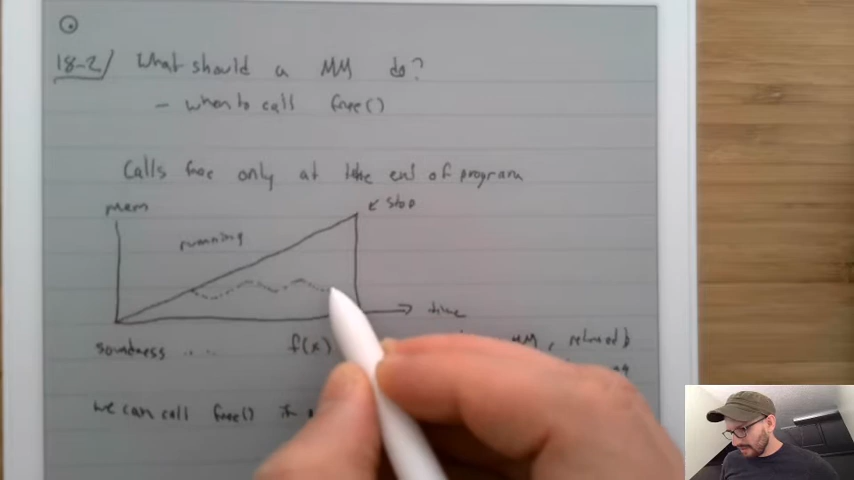 18-2/ What should a MM do?
- when to call free()
Calls free only at the end of program
mem
← stop
running
→ time
soundness ....
f(x)
MM, returned
we can call free() if